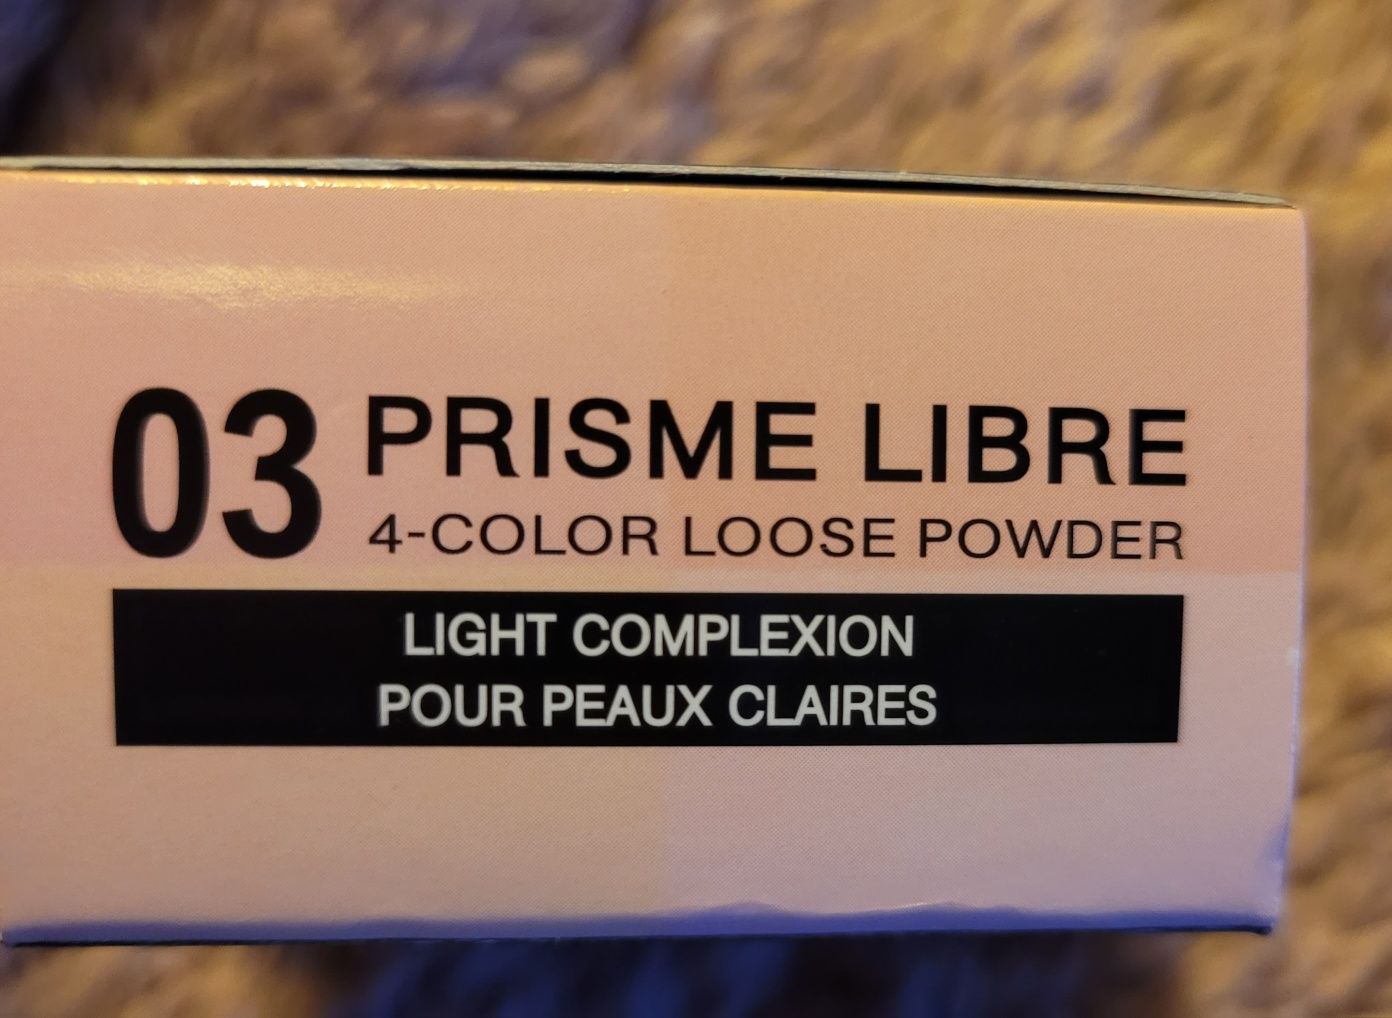 03 PRISME LIBRE
4-COLOR LOOSE POWDER
LIGHT COMPLEXION
POUR PEAUX CLAIRES